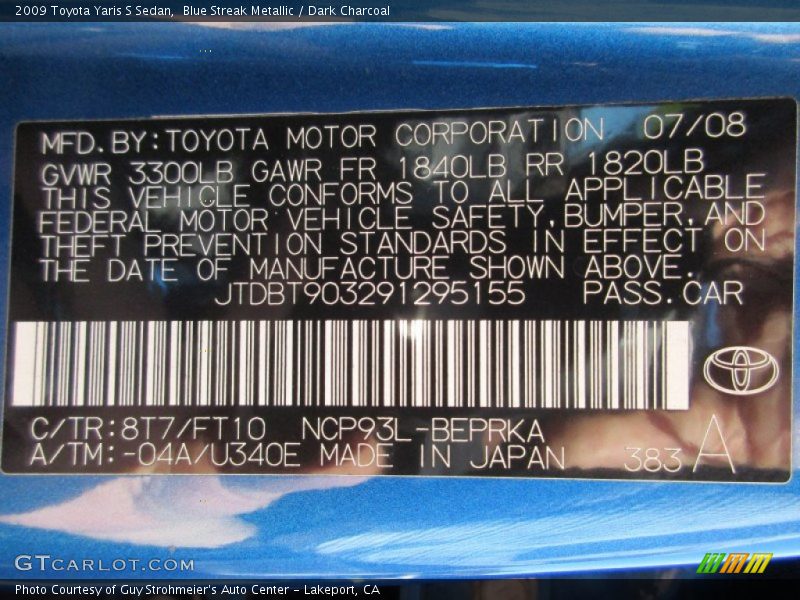 2009 Toyota Yaris S Sedan,  Blue Streak Metallic / Dark Charcoal
MFD.BY:TOYOTA MOTOR CORPORATION 07/08
GVWR 3300LB GAWR FR 1840LB RR 1820LB
THIS VEHICLE CONFORMS TO ALL APPLICABLE
FEDERAL MOTOR VEHICLE SAFETY,BUMPER,AND
THEFT PREVENTION STANDARDS IN EFFECT ON
THE DATE OF MANUFACTURE SHOWN ABOVE.
JTDBT903291295155 PASS.CAR
C/TR:8T7/FT10 NCP93L-BEPRKA
A/TM:-04A/U340E MADE IN JAPAN 383 A
GTCARLOT.COM
Photo Courtesy of Guy Strohmeier's Auto Center - Lakeport, CA